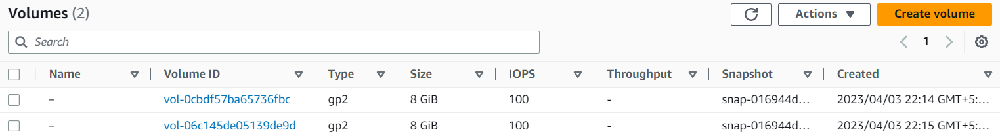 Volumes (2) Actions Create volume
Search 1
Name Volume ID Type Size IOPS Throughput Snapshot Created
– vol-0cbdf57ba65736fbc gp2 8 GiB 100 - snap-016944d... 2023/04/03 22:14 GMT+5:...
– vol-06c145de05139de9d gp2 8 GiB 100 - snap-016944d... 2023/04/03 22:15 GMT+5:...